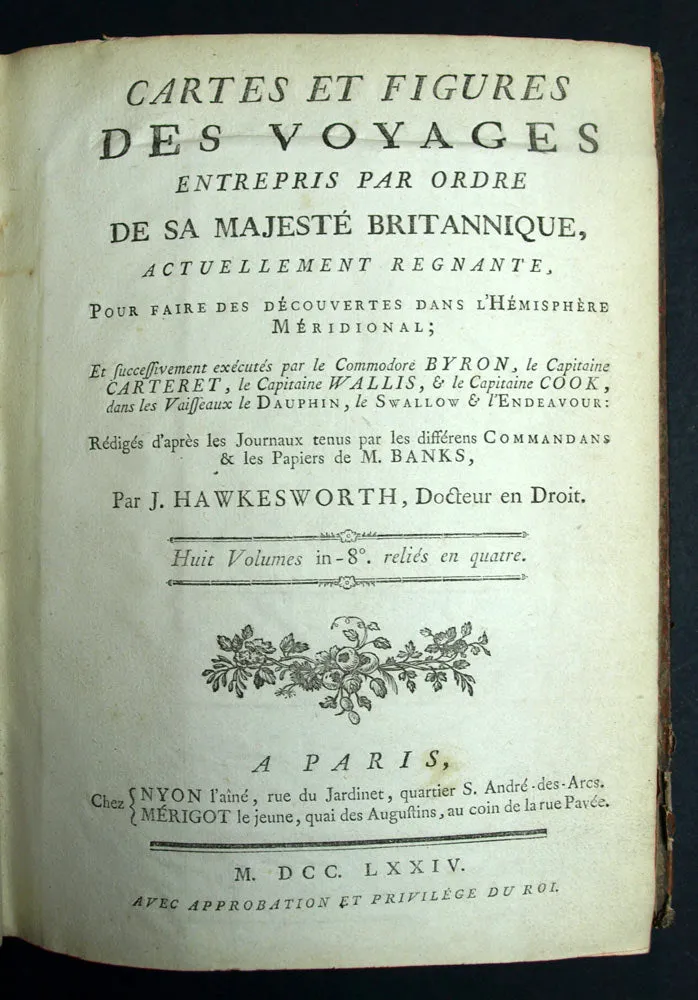 CARTES ET FIGURES
DES VOYAGES
ENTREPRIS PAR ORDRE
DE SA MAJESTÉ BRITANNIQUE,
ACTUELLEMENT REGNANTE,
POUR FAIRE DES DÉCOUVERTES DANS L'HÉMISPHÈRE
MÉRIDIONAL;
Et ſucceſſivement exécutés par le Commodore BYRON, le Capitaine
CARTERET, le Capitaine WALLIS, & le Capitaine COOK,
dans les Vaiſſeaux le DAUPHIN, le SWALLOW & l'ENDEAVOUR:
Rédigés d'après les Journaux tenus par les différens COMMANDANS
& les Papiers de M. BANKS,
Par J. HAWKESWORTH, Docteur en Droit.
Huit Volumes in-8°. reliés en quatre.
A PARIS,
Chez { NYON l'aîné, rue du Jardinet, quartier S. André-des-Arcs.
MÉRIGOT le jeune, quai des Auguſtins, au coin de la rue Pavée.
M. DCC. LXXIV.
AVEC APPROBATION ET PRIVILÉGE DU ROI.